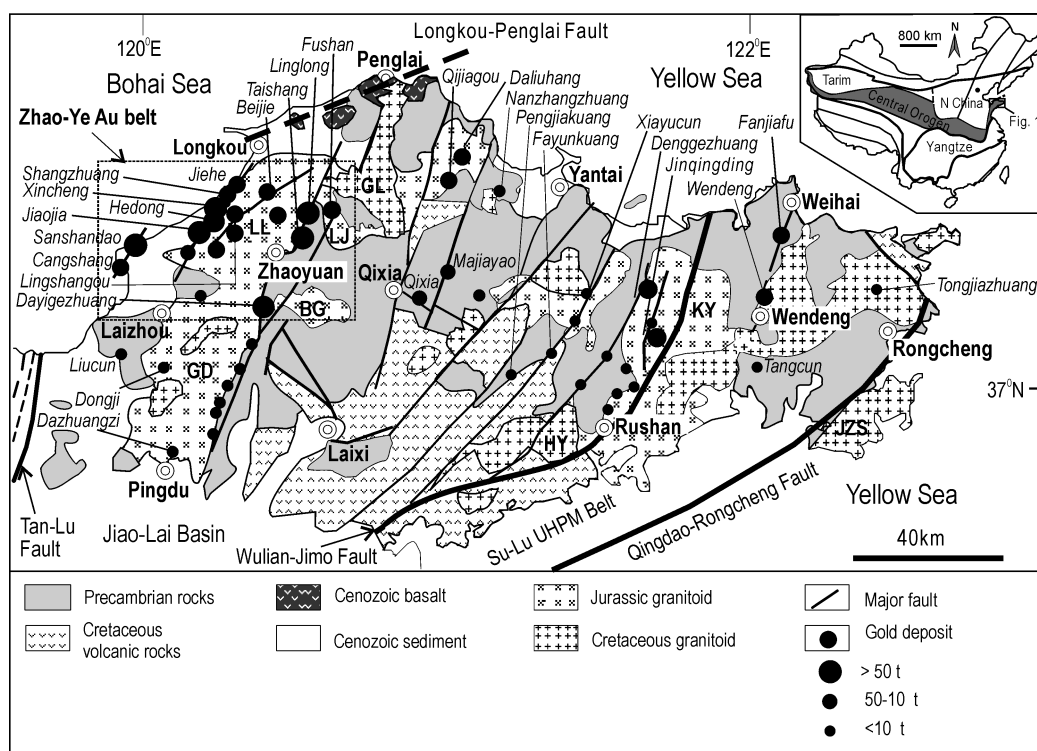 120⁰E
Longkou-Penglai Fault
122⁰E
800 km
N
Tarim
Central Orogen
N China
Yangtze
Fig. 1
Bohai Sea
Fushan
Linglong
Taishang
Beijie
Penglai
Qijiagou
Yellow Sea
Daliuhang
Nanzhangzhuang
Pengjiakuang
Fayunkuang
Xiayucun
Denggezhuang
Jinqingding
Wendeng
Fanjiafu
Zhao-Ye Au belt
Longkou
Shangzhuang
Jiehe
Xincheng
Hedong
Jiaojia
Sanshandao
Cangshang
Lingshangou
Dayigezhuang
LL
LJ
GL
Zhaoyuan
Qixia
Qixia
Majiayao
Yantai
Weihai
Tongjiazhuang
BG
KY
Wendeng
Rongcheng
Laizhou
Liucun
GD
Tangcun
37⁰N
Dongji
Dazhuangzi
Laixi
HY
Rushan
JZS
Pingdu
Tan-Lu
Fault
Jiao-Lai Basin
Wulian-Jimo Fault
Su-Lu UHPM Belt
Qingdao-Rongcheng Fault
Yellow Sea
40km
Precambrian rocks
Cenozoic basalt
Jurassic granitoid
Major fault
Cretaceous
volcanic rocks
Cenozoic sediment
Cretaceous granitoid
Gold deposit
> 50 t
50-10 t
<10 t